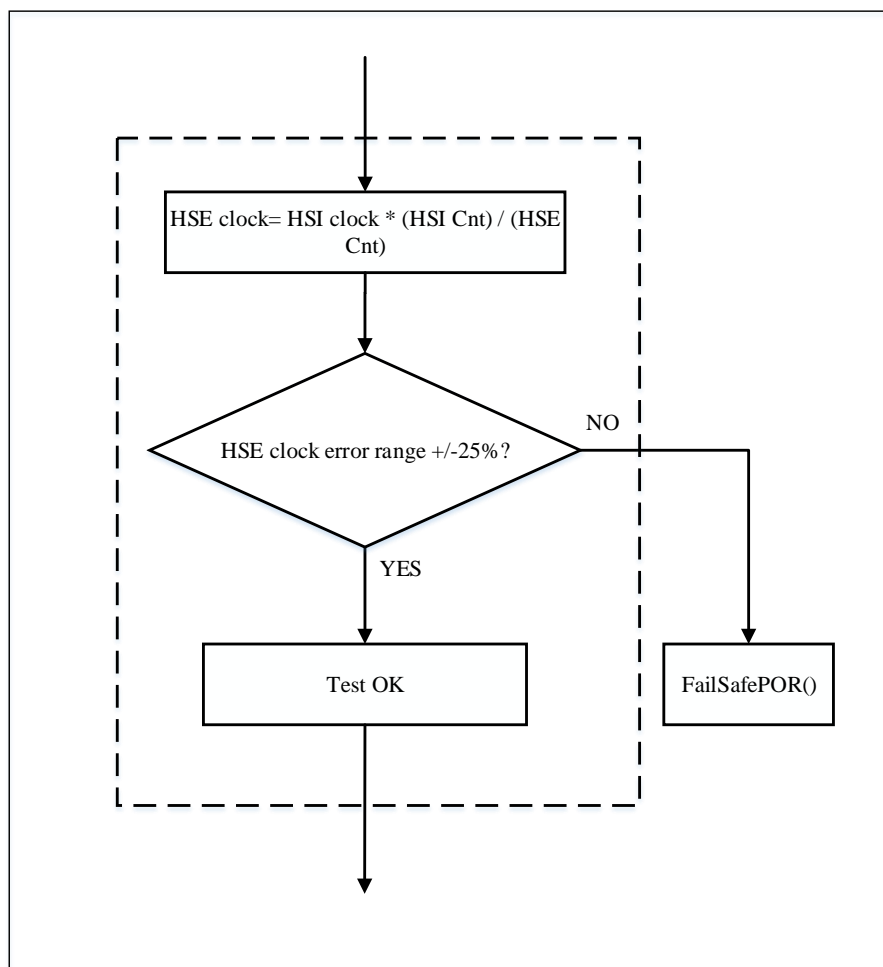 HSE clock= HSI clock * (HSI Cnt) / (HSE
Cnt)
HSE clock error range +/-25%?
NO
YES
Test OK
FailSafePOR()